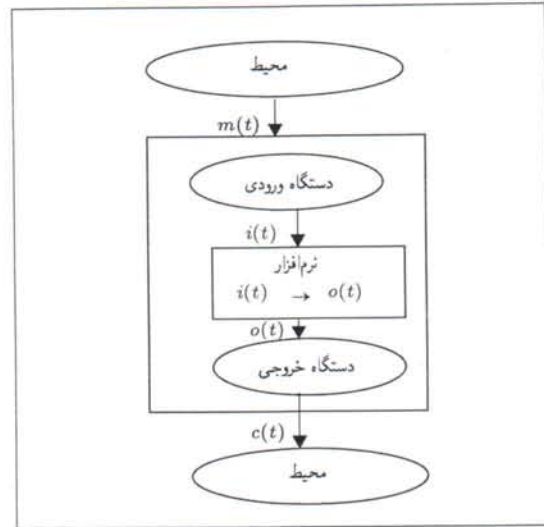 محیط
m(t)
دستگاه ورودی
i(t)
نرم‌افزار
i(t) → o(t)
o(t)
دستگاه خروجی
c(t)
محیط